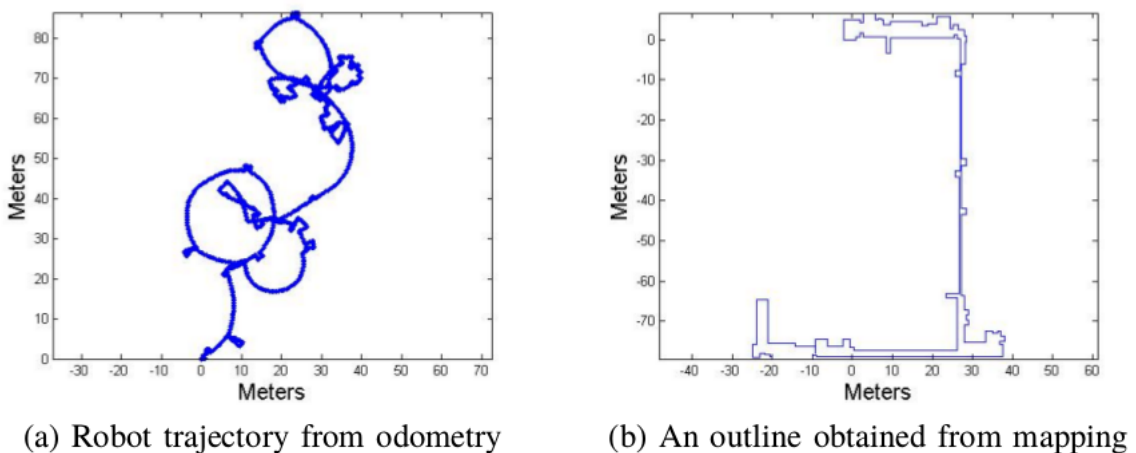 80
70
60
50
40
30
20
10
0
Meters
-30 -20 -10 0 10 20 30 40 50 60 70
Meters
(a) Robot trajectory from odometry
0
-10
-20
-30
-40
-50
-60
-70
Meters
-40 -30 -20 -10 0 10 20 30 40 50 60
Meters
(b) An outline obtained from mapping